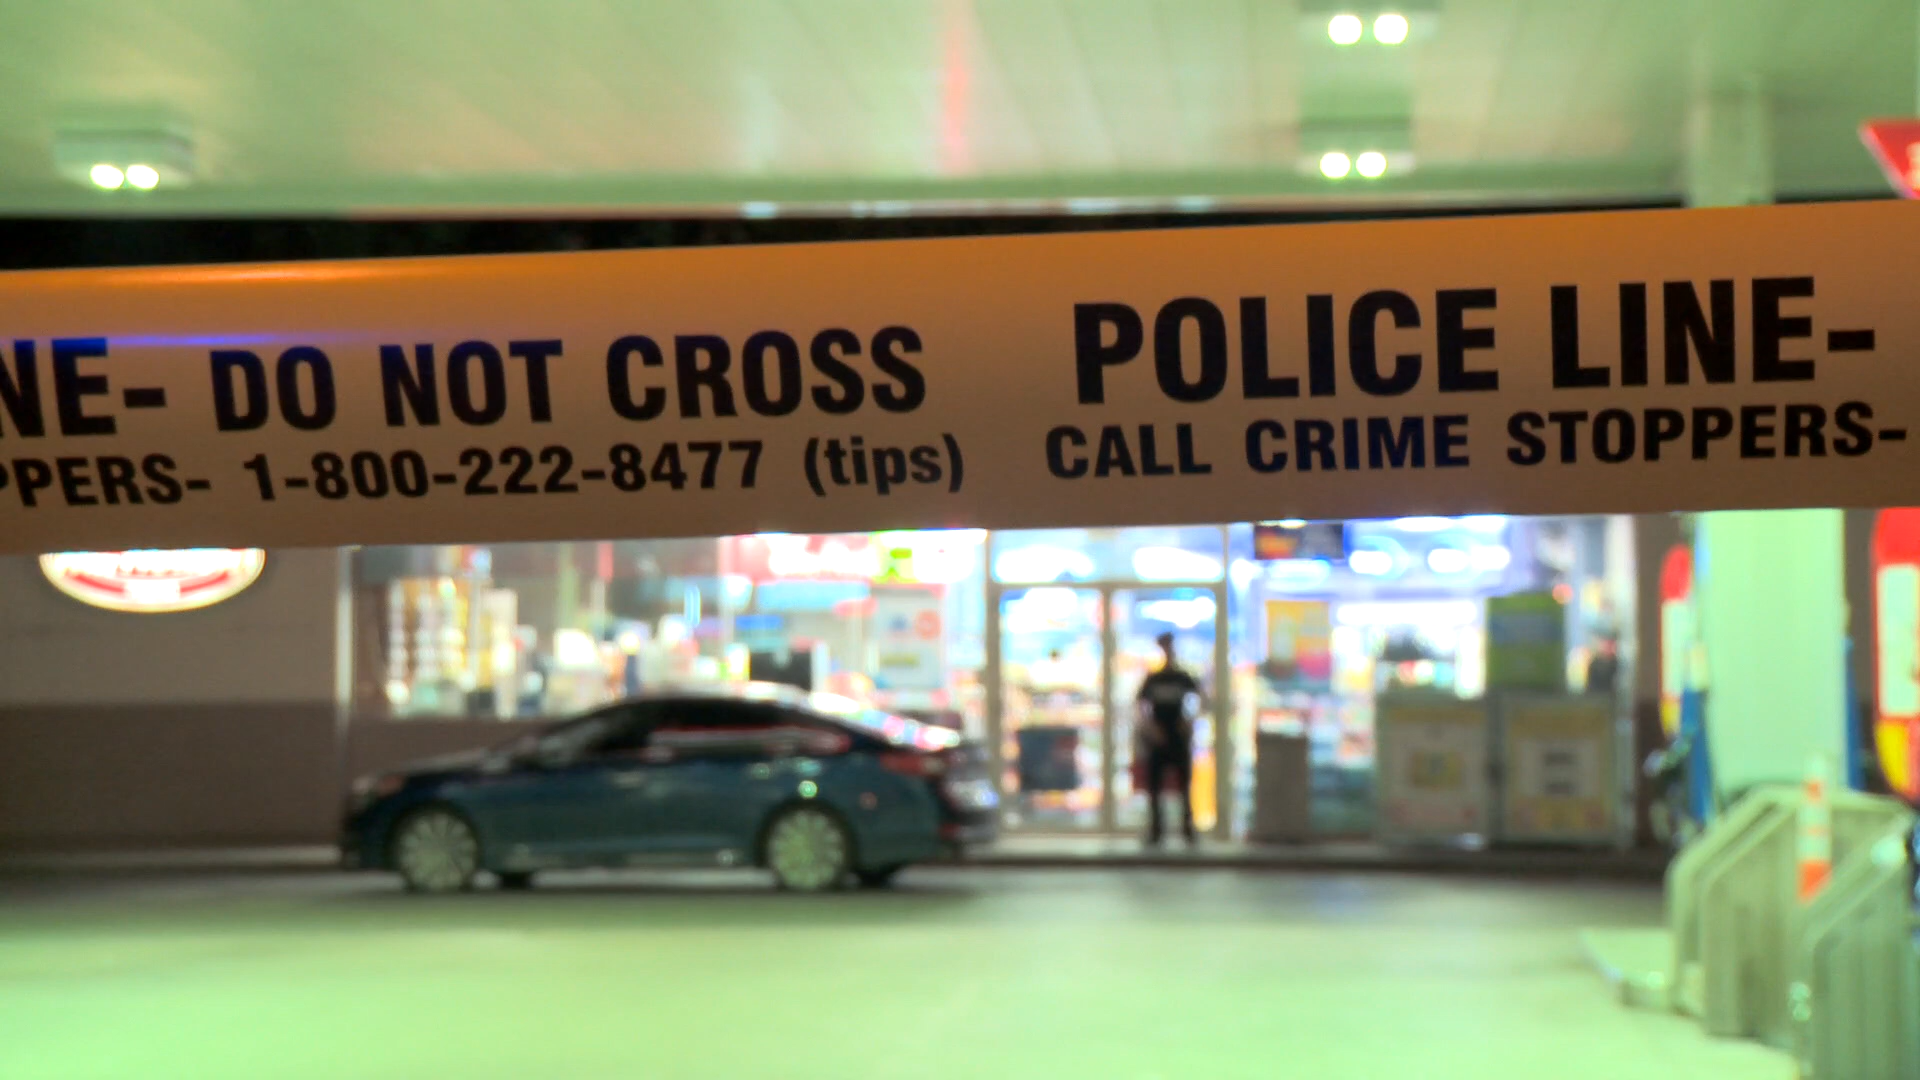 NE- DO NOT CROSS POLICE LINE-
PPERS- 1-800-222-8477 (tips) CALL CRIME STOPPERS-